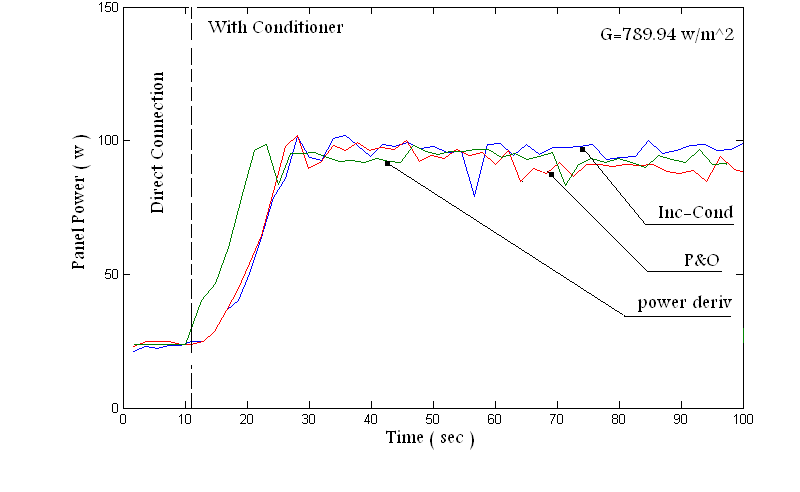 150
With Conditioner
G=789.94 w/m^2
100
Direct Connection
Panel Power ( w )
Inc-Cond
P&O
50
power deriv
0
0
10
20
30
40
50
60
70
80
90
100
Time ( sec )